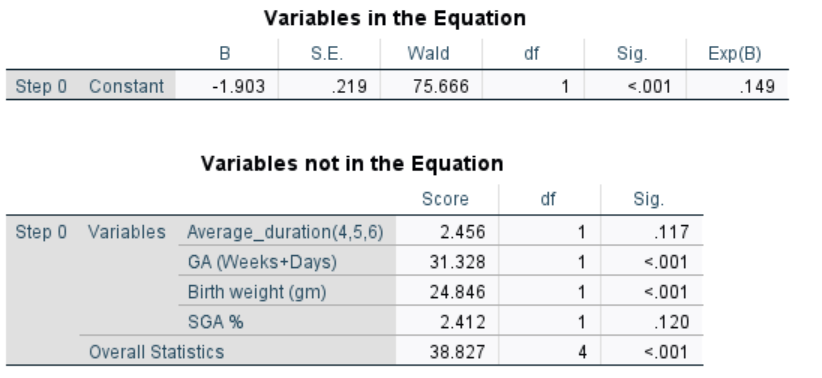 Variables in the Equation
B S.E. Wald df Sig. Exp(B)
Step 0 Constant -1.903 .219 75.666 1 <.001 .149
Variables not in the Equation
Score df Sig.
Step 0 Variables Average_duration(4,5,6) 2.456 1 .117
GA (Weeks+Days) 31.328 1 <.001
Birth weight (gm) 24.846 1 <.001
SGA % 2.412 1 .120
Overall Statistics 38.827 4 <.001